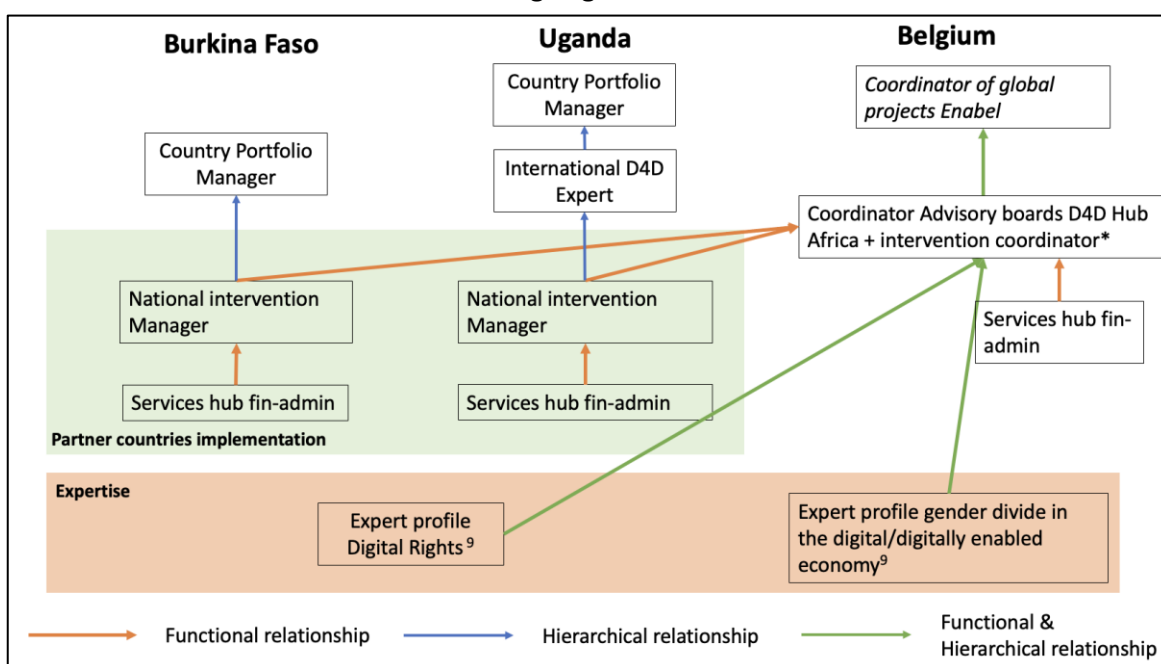 Burkina Faso
Uganda
Belgium
Country Portfolio
Manager
Coordinator of global
projects Enabel
Country Portfolio
Manager
International D4D
Expert
Coordinator Advisory boards D4D Hub
Africa + intervention coordinator*
National intervention
Manager
National intervention
Manager
Services hub fin-
admin
Services hub fin-admin
Services hub fin-admin
Partner countries implementation
Expertise
Expert profile
Digital Rights 9
Expert profile gender divide in
the digital/digitally enabled
economy9
Functional relationship
Hierarchical relationship
Functional &
Hierarchical relationship